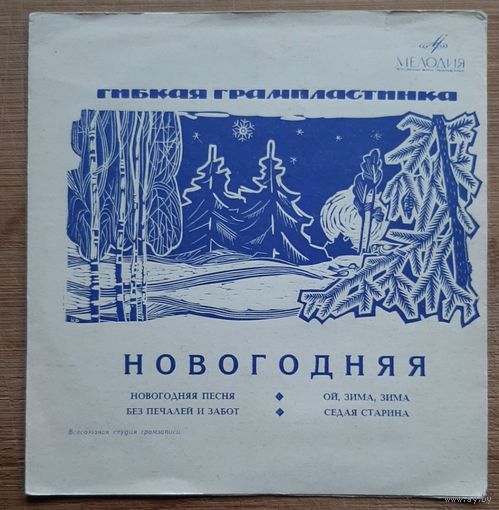 МЕЛОДИЯ
ГИБКАЯ ГРАМПЛАСТИНКА
НОВОГОДНЯЯ
НОВОГОДНЯЯ ПЕСНЯ ◆ ОЙ, ЗИМА, ЗИМА
БЕЗ ПЕЧАЛЕЙ И ЗАБОТ ◆ СЕДАЯ СТАРИНА
Всесоюзная студия грамзаписи